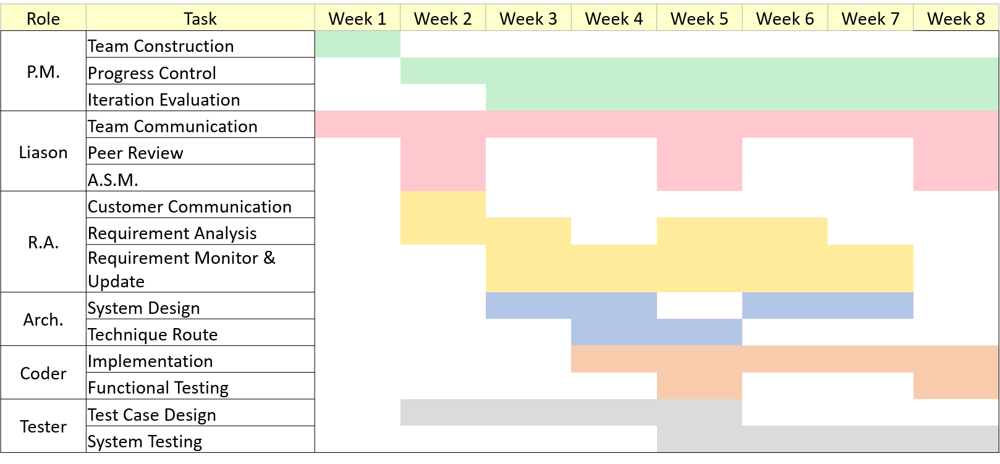 Role Task Week 1 Week 2 Week 3 Week 4 Week 5 Week 6 Week 7 Week 8
P.M.
Team Construction
Progress Control
Iteration Evaluation
Liason
Team Communication
Peer Review
A.S.M.
R.A.
Customer Communication
Requirement Analysis
Requirement Monitor &
Update
Arch.
System Design
Technique Route
Coder
Implementation
Functional Testing
Tester
Test Case Design
System Testing